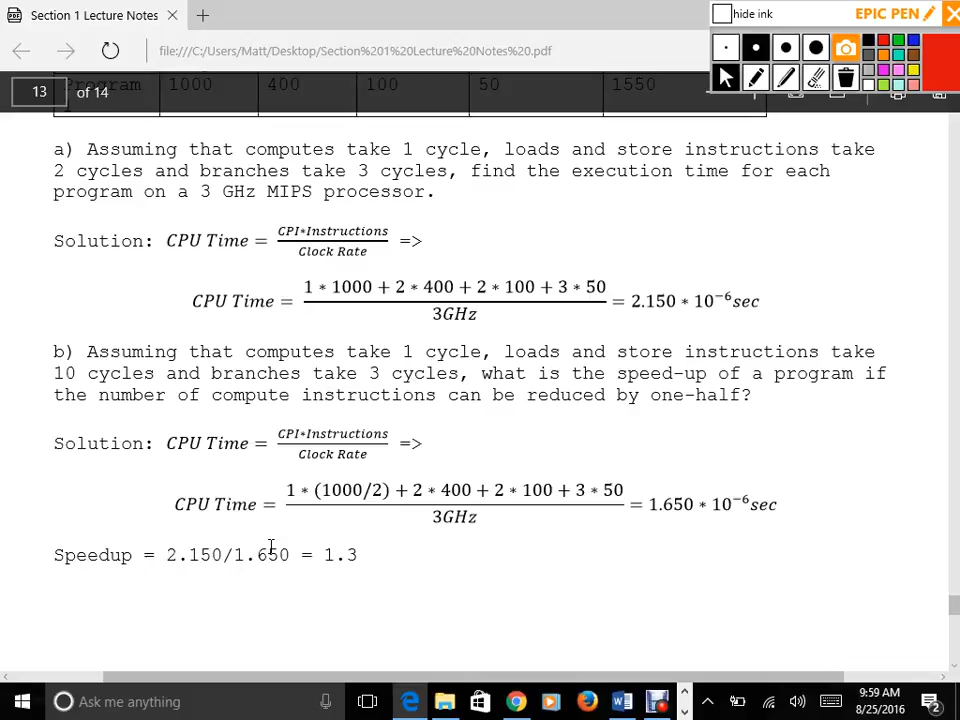 Section 1 Lecture Notes
hide ink
EPIC PEN
file:///C:/Users/Matt/Desktop/Section%201%20Lecture%20Notes%20.pdf
13 of 14
Program 1000 400 100 50 1550
a) Assuming that computes take 1 cycle, loads and store instructions take
2 cycles and branches take 3 cycles, find the execution time for each
program on a 3 GHz MIPS processor.
Solution: CPU Time = CPI∗Instructions / Clock Rate =>
CPU Time = 1 ∗ 1000 + 2 ∗ 400 + 2 ∗ 100 + 3 ∗ 50 / 3GHz = 2.150 ∗ 10⁻⁶ sec
b) Assuming that computes take 1 cycle, loads and store instructions take
10 cycles and branches take 3 cycles, what is the speed-up of a program if
the number of compute instructions can be reduced by one-half?
Solution: CPU Time = CPI∗Instructions / Clock Rate =>
CPU Time = 1 ∗ (1000/2) + 2 ∗ 400 + 2 ∗ 100 + 3 ∗ 50 / 3GHz = 1.650 ∗ 10⁻⁶ sec
Speedup = 2.150/1.650 = 1.3
Ask me anything
9:59 AM
8/25/2016
2